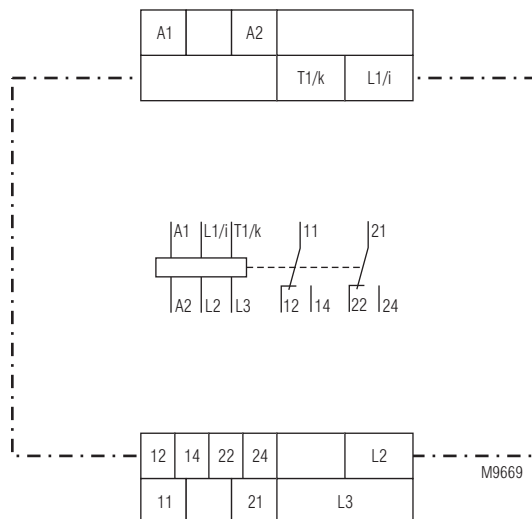 A1 A2
T1/k L1/i
A1 L1/i T1/k 11 21
A2 L2 L3 12 14 22 24
12 14 22 24 L2
M9669
11 21 L3